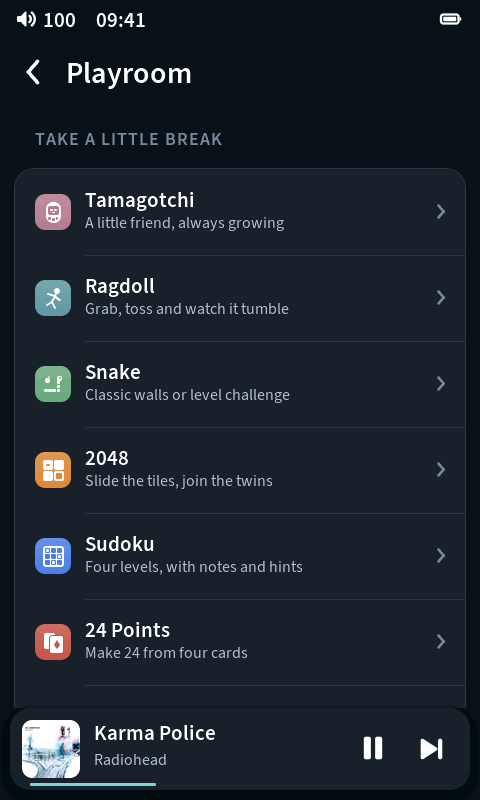 100 09:41
Playroom
TAKE A LITTLE BREAK
Tamagotchi
A little friend, always growing
Ragdoll
Grab, toss and watch it tumble
Snake
Classic walls or level challenge
2048
Slide the tiles, join the twins
Sudoku
Four levels, with notes and hints
24 Points
Make 24 from four cards
Karma Police
Radiohead